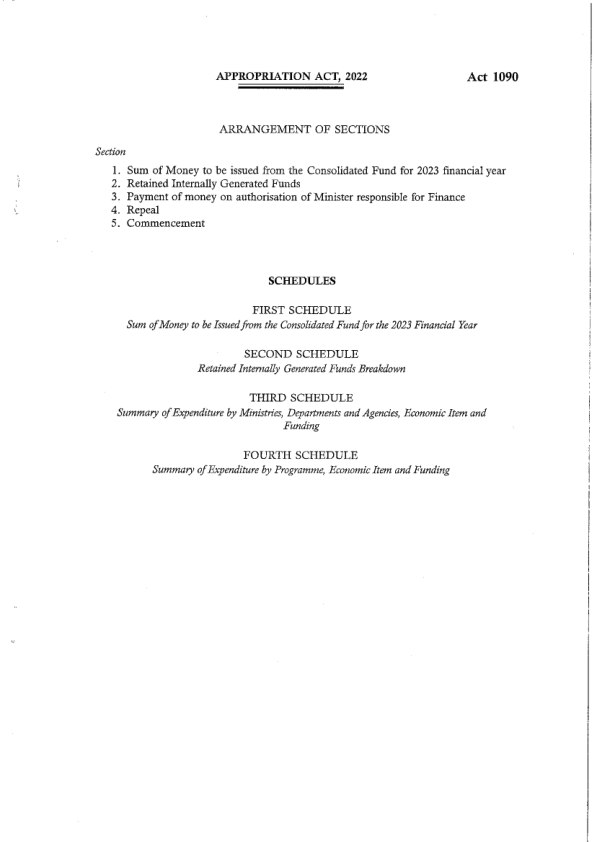 APPROPRIATION ACT, 2022 Act 1090
ARRANGEMENT OF SECTIONS
Section
1. Sum of Money to be issued from the Consolidated Fund for 2023 financial year
2. Retained Internally Generated Funds
3. Payment of money on authorisation of Minister responsible for Finance
4. Repeal
5. Commencement
SCHEDULES
FIRST SCHEDULE
Sum of Money to be Issued from the Consolidated Fund for the 2023 Financial Year
SECOND SCHEDULE
Retained Internally Generated Funds Breakdown
THIRD SCHEDULE
Summary of Expenditure by Ministries, Departments and Agencies, Economic Item and
Funding
FOURTH SCHEDULE
Summary of Expenditure by Programme, Economic Item and Funding